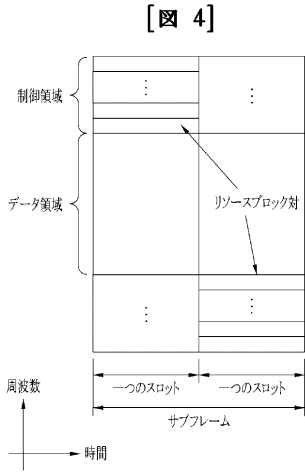 [図 4]
制御領域
データ領域
リソースブロック対
一つのスロット 一つのスロット
サブフレーム
周波数
時間